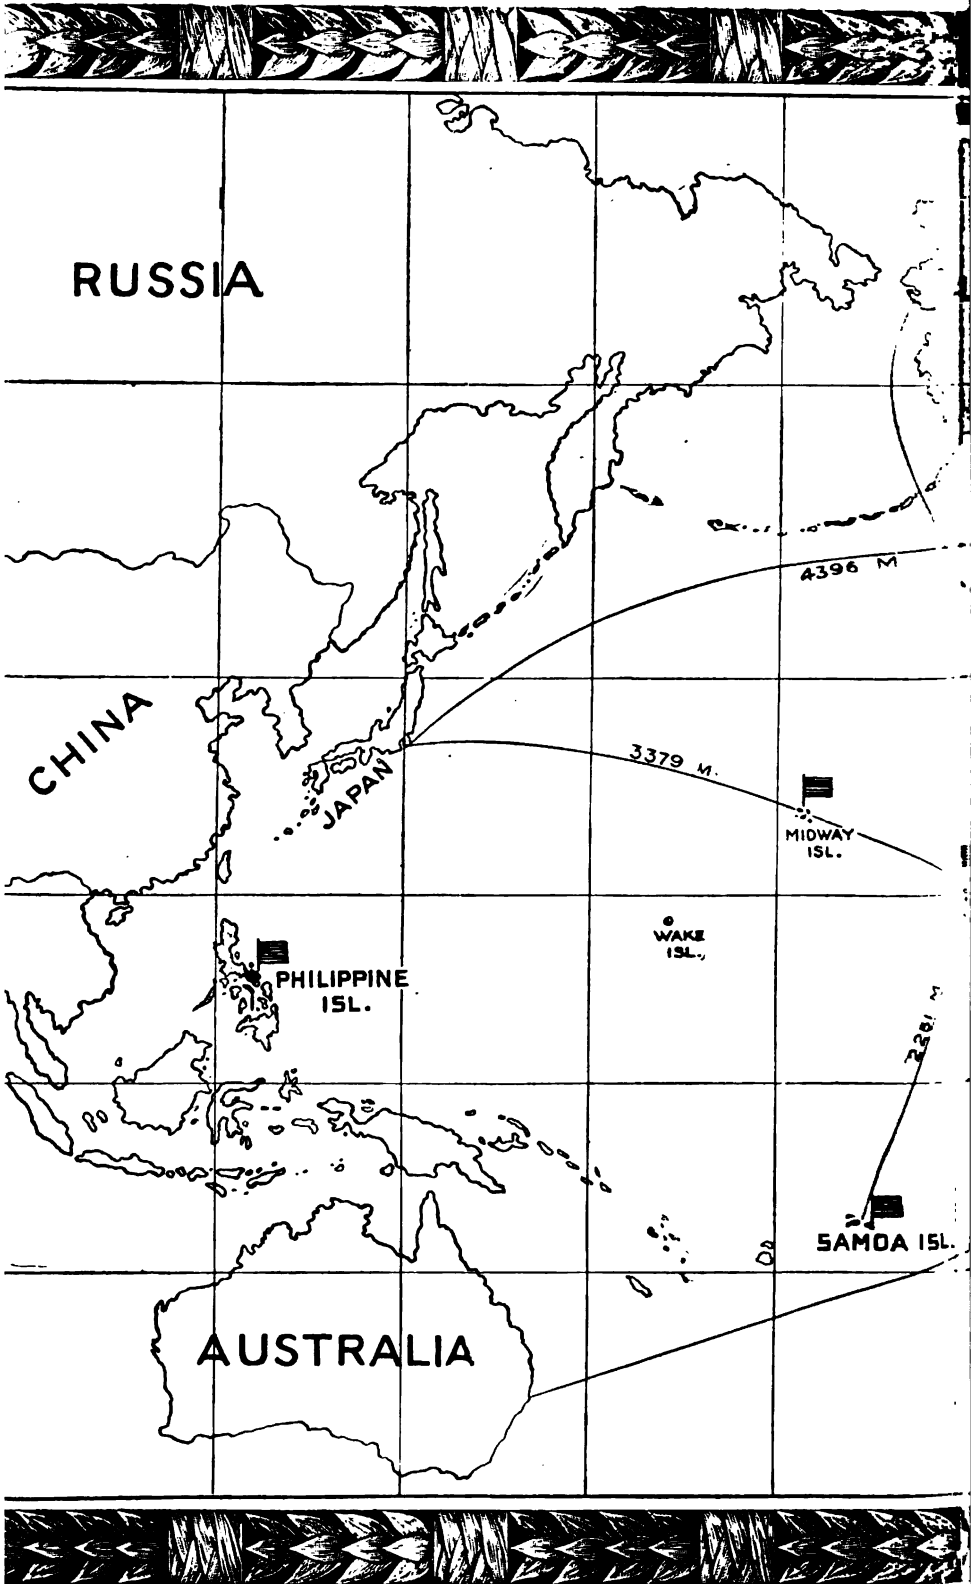 RUSSIA
4396 M
CHINA
JAPAN
3379 M.
MIDWAY
ISL.
WAKE
ISL.
PHILIPPINE
ISL.
SAMOA ISL.
AUSTRALIA